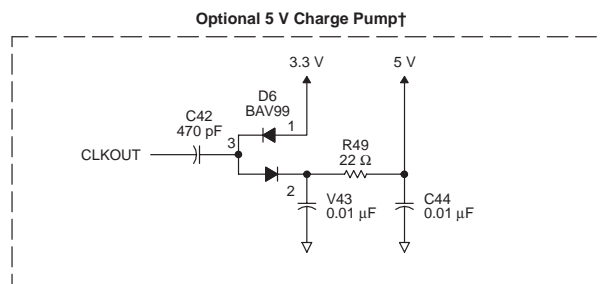 Optional 5 V Charge Pump†
3.3 V
5 V
D6
BAV99
C42
470 pF
3
1
R49
22 Ω
CLKOUT
2
V43
0.01 μF
C44
0.01 μF